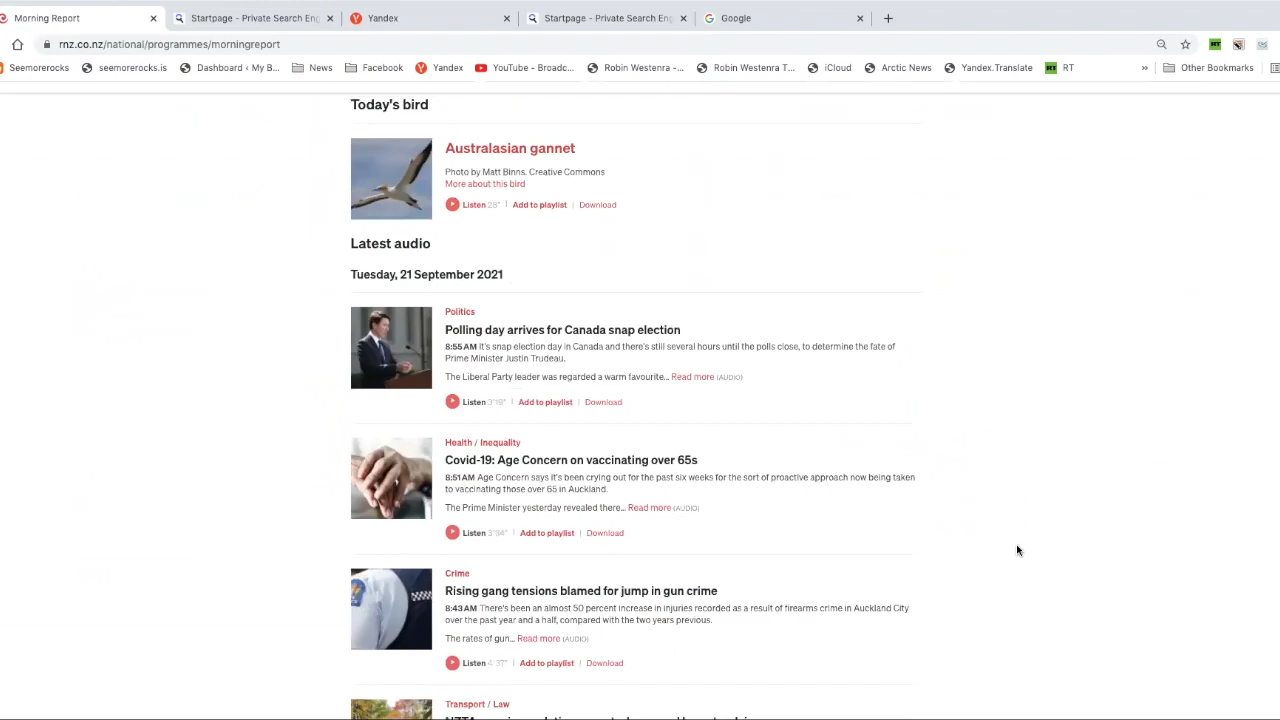 Morning Report
Startpage - Private Search Eng
Yandex
Startpage - Private Search Eng
Google
rnz.co.nz/national/programmes/morningreport
Seemorerocks
seemorerocks.is
Dashboard ‹ My B...
News
Facebook
Yandex
YouTube - Broadc...
Robin Westenra -...
Robin Westenra T...
iCloud
Arctic News
Yandex.Translate
RT
RT
»
Other Bookmarks
Today's bird
Australasian gannet
Photo by Matt Binns. Creative Commons
More about this bird
Listen 28" | Add to playlist | Download
Latest audio
Tuesday, 21 September 2021
Politics
Polling day arrives for Canada snap election
8:55 AM It's snap election day in Canada and there's still several hours until the polls close, to determine the fate of
Prime Minister Justin Trudeau.
The Liberal Party leader was regarded a warm favourite... Read more (AUDIO)
Listen 3'19" | Add to playlist | Download
Health / Inequality
Covid-19: Age Concern on vaccinating over 65s
8:51 AM Age Concern says it's been crying out for the past six weeks for the sort of proactive approach now being taken
to vaccinating those over 65 in Auckland.
The Prime Minister yesterday revealed there... Read more (AUDIO)
Listen 3'34" | Add to playlist | Download
Crime
Rising gang tensions blamed for jump in gun crime
8:43 AM There's been an almost 50 percent increase in injuries recorded as a result of firearms crime in Auckland City
over the past year and a half, compared with the two years previous.
The rates of gun... Read more (AUDIO)
Listen 4'37" | Add to playlist | Download
Transport / Law